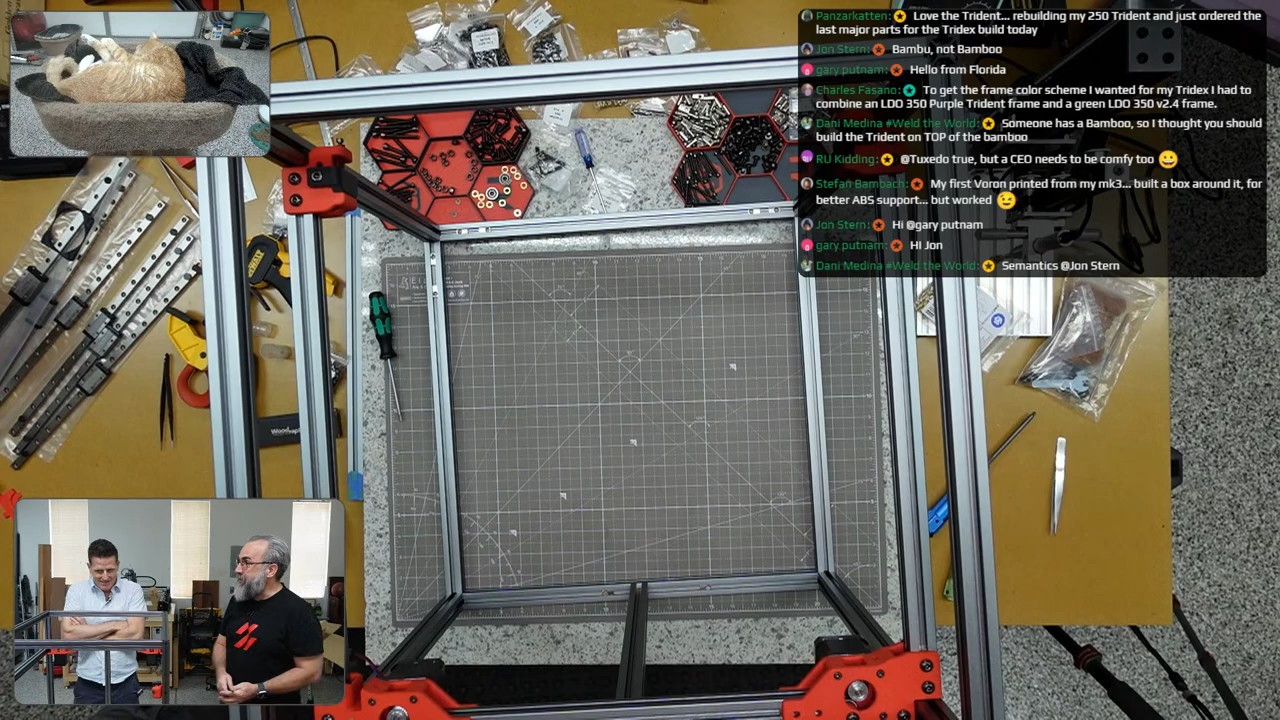 Panzarkatten: Love the Trident... rebuilding my 250 Trident and just ordered the
last major parts for the Tridex build today
Jon Stern: Bambu, not Bamboo
gary putnam: Hello from Florida
Charles Fasano: To get the frame color scheme I wanted for my Tridex I had to
combine an LDO 350 Purple Trident frame and a green LDO 350 v2.4 frame.
Dani Medina #Weld the World: Someone has a Bamboo, so I thought you should
build the Trident on TOP of the bamboo
RU Kidding: @Tuxedo true, but a CEO needs to be comfy too 😀
Stefan Bambach: My first Voron printed from my mk3... built a box around it, for
better ABS support... but worked 😉
Jon Stern: Hi @gary putnam
gary putnam: Hi Jon
Dani Medina #Weld the World: Semantics @Jon Stern